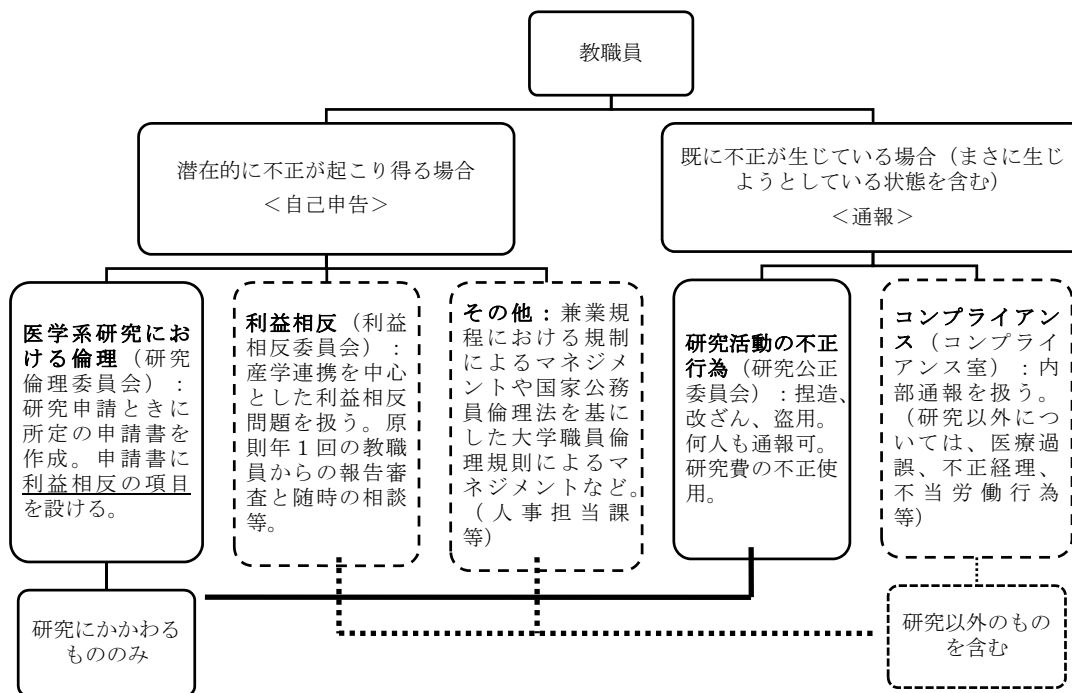 教職員
潜在的に不正が起こり得る場合
＜自己申告＞
既に不正が生じている場合（まさに生じ
ようとしている状態を含む）
＜通報＞
医学系研究にお
ける倫理（研究
倫理委員会）：
研究申請ときに
所定の申請書を
作成。申請書に
利益相反の項目
を設ける。
利益相反（利益
相反委員会）：
産学連携を中心
とした利益相反
問題を扱う。原
則年１回の教職
員からの報告審
査と随時の相談
等。
その他：兼業規
程における規制
によるマネジメ
ントや国家公務
員倫理法を基に
した大学職員倫
理規則によるマ
ネジメントなど。
（人事担当課
等）
研究活動の不正
行為（研究公正
委員会）：捏造、
改ざん、盗用。
何人も通報可。
研究費の不正使
用。
コンプライアン
ス（コンプライ
アンス室）：内
部通報を扱う。
（研究以外につ
いては、医療過
誤、不正経理、
不当労働行為
等）
研究にかかわる
もののみ
研究以外のもの
を含む